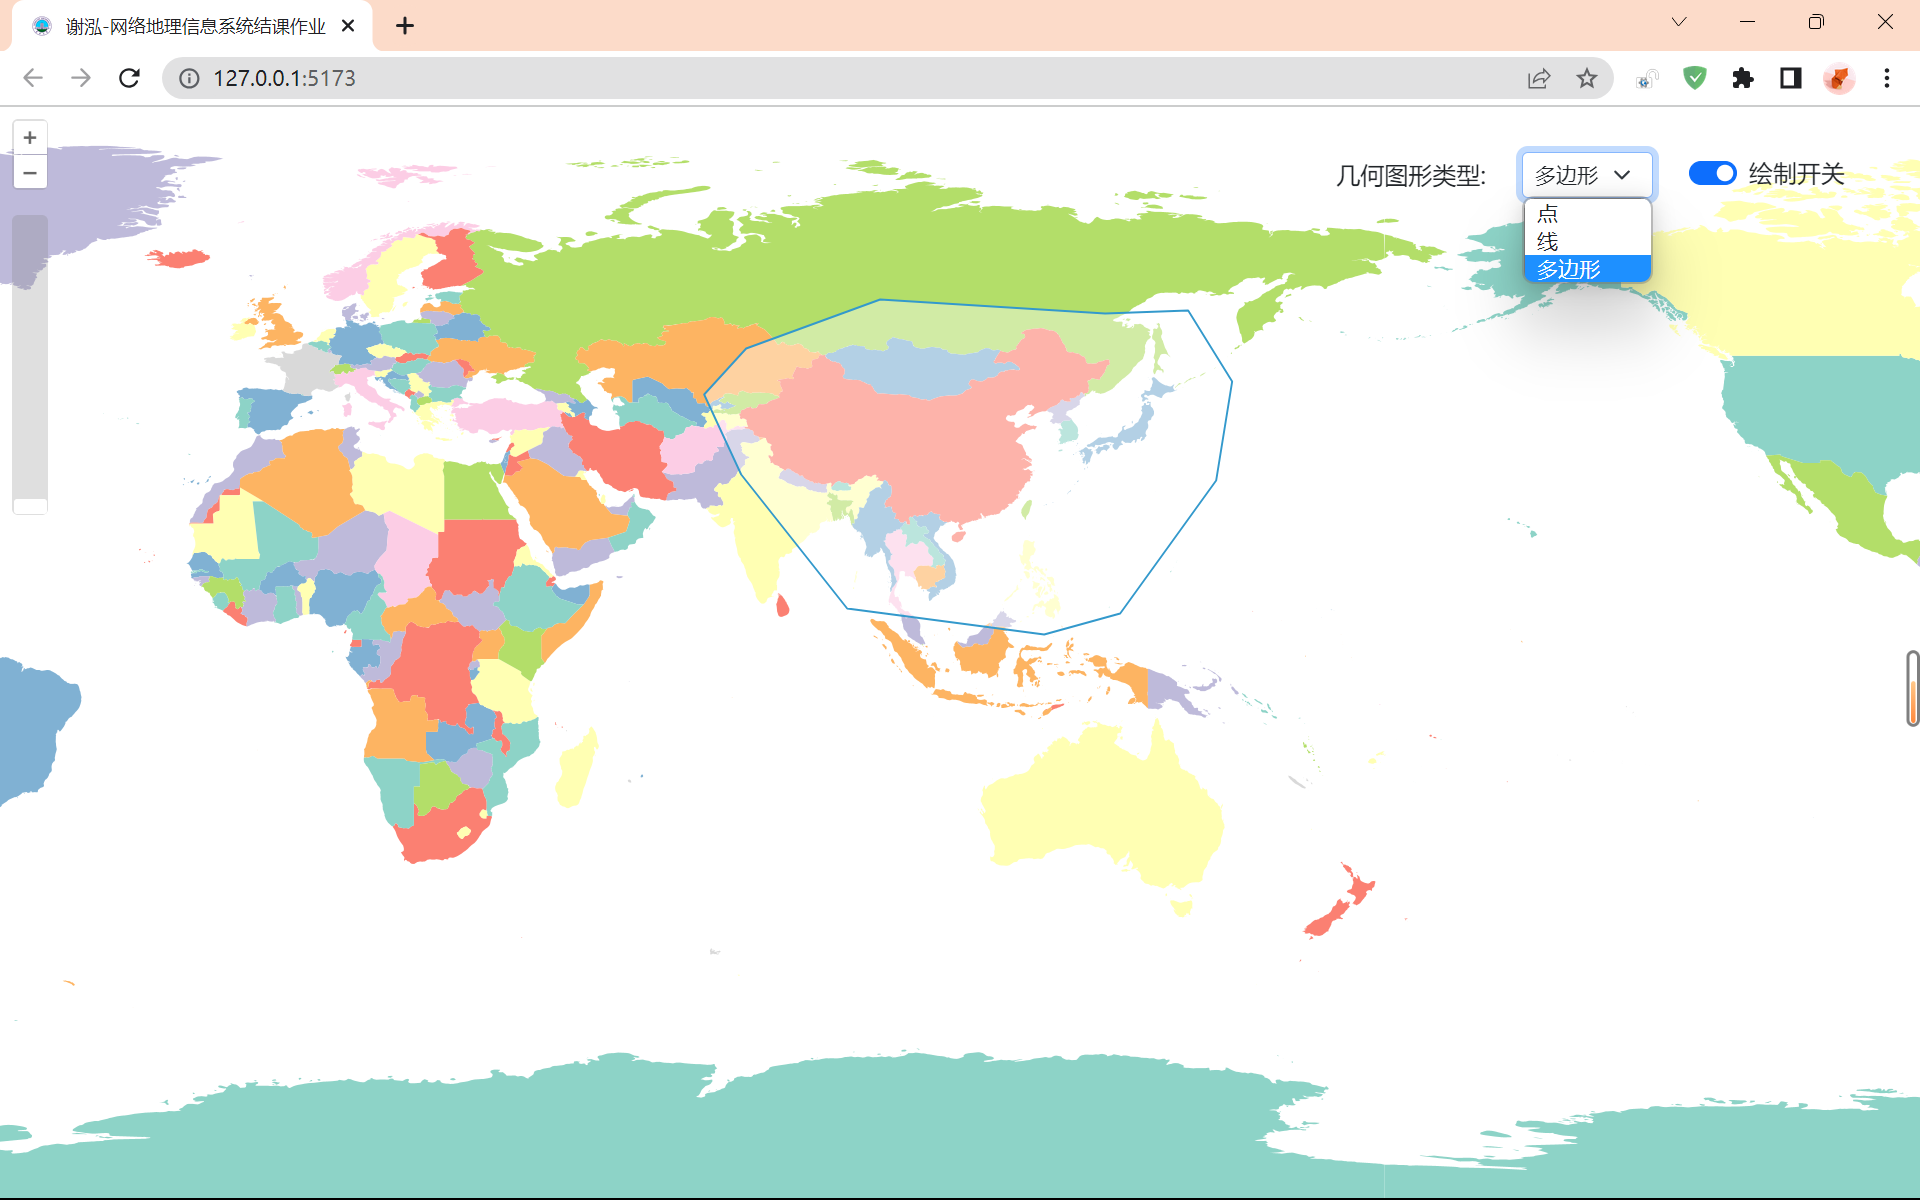 谢泓-网络地理信息系统结课作业
127.0.0.1:5173
+
−
几何图形类型:
多边形
绘制开关
点
线
多边形